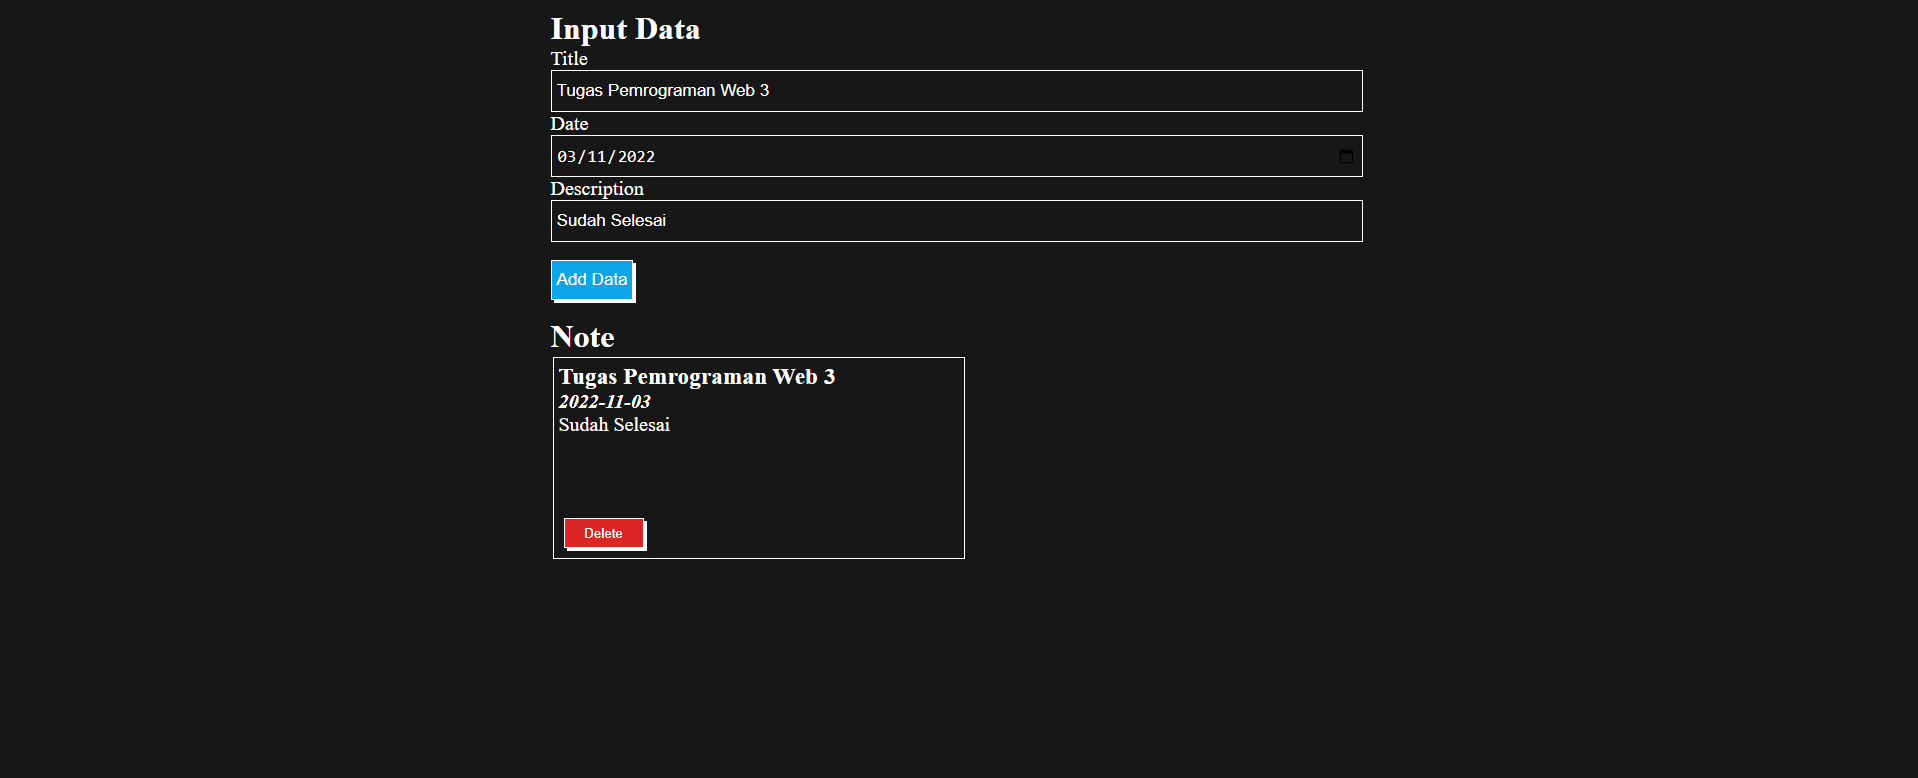 Input Data
Title
Tugas Pemrograman Web 3
Date
03/11/2022
Description
Sudah Selesai
Add Data
Note
Tugas Pemrograman Web 3
2022-11-03
Sudah Selesai
Delete